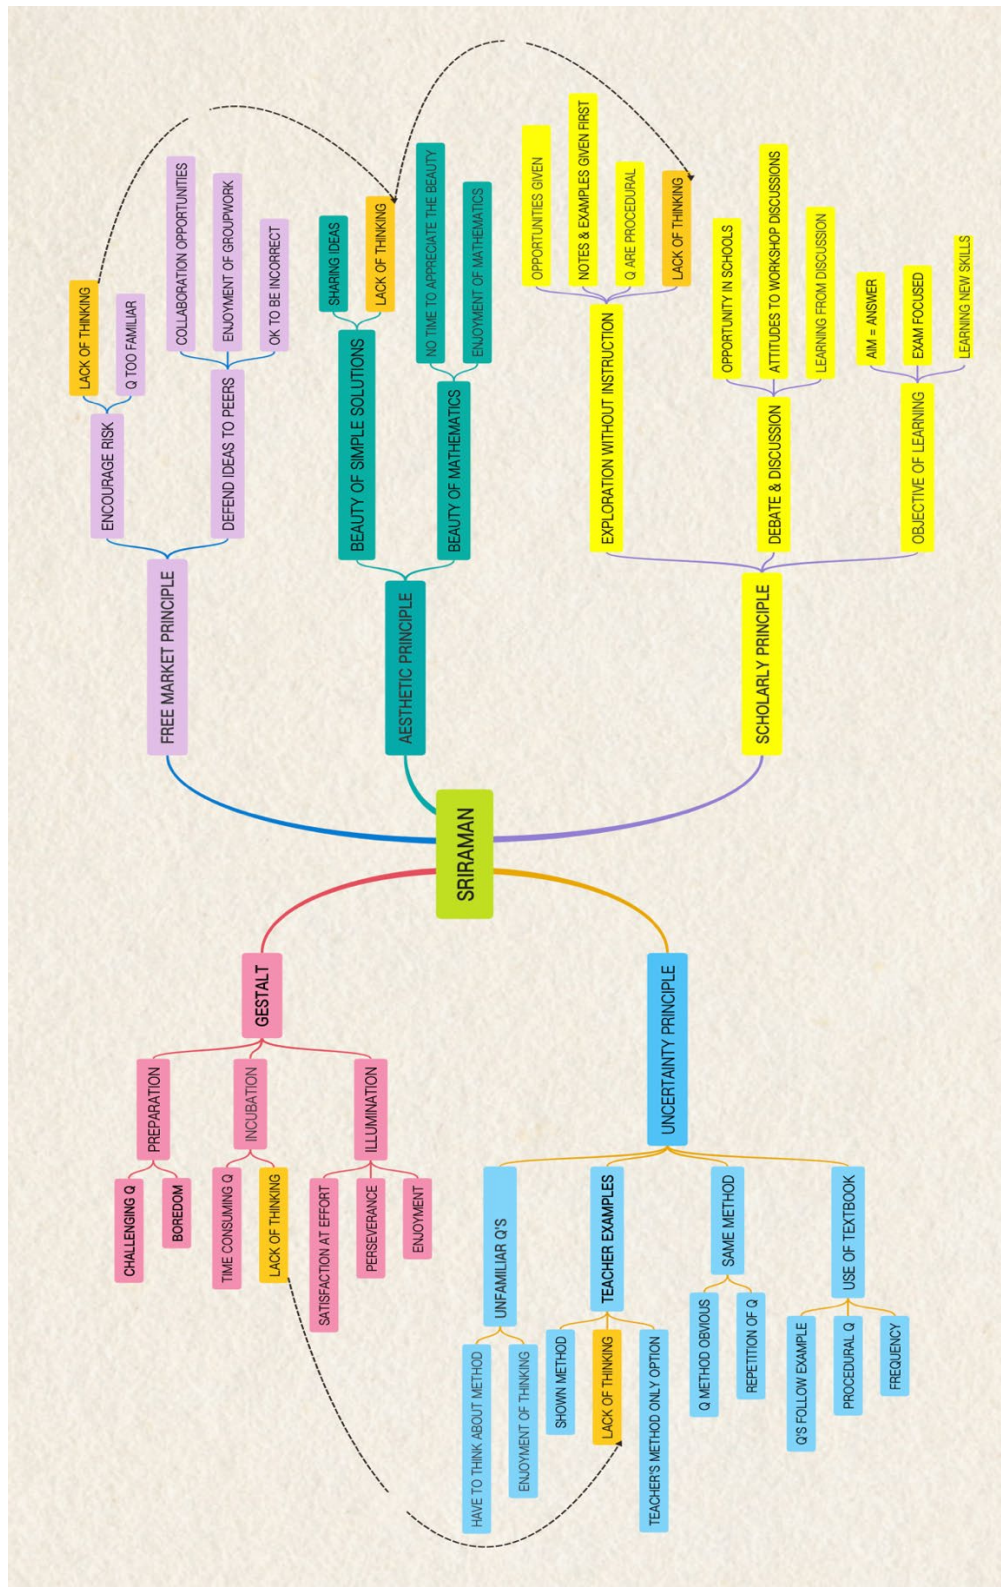 SRIRAMAN
GESTALT
PREPARATION
CHALLENGING Q
BOREDOM
INCUBATION
TIME CONSUMING Q
LACK OF THINKING
ILLUMINATION
SATISFACTION AT EFFORT
PERSEVERANCE
ENJOYMENT
UNCERTAINTY PRINCIPLE
UNFAMILIAR Q'S
HAVE TO THINK ABOUT METHOD
ENJOYMENT OF THINKING
TEACHER EXAMPLES
SHOWN METHOD
LACK OF THINKING
TEACHER'S METHOD ONLY OPTION
SAME METHOD
Q METHOD OBVIOUS
REPETITION OF Q
USE OF TEXTBOOK
Q'S FOLLOW EXAMPLE
PROCEDURAL Q
FREQUENCY
FREE MARKET PRINCIPLE
ENCOURAGE RISK
LACK OF THINKING
Q TOO FAMILIAR
DEFEND IDEAS TO PEERS
COLLABORATION OPPORTUNITIES
ENJOYMENT OF GROUPWORK
OK TO BE INCORRECT
AESTHETIC PRINCIPLE
BEAUTY OF SIMPLE SOLUTIONS
SHARING IDEAS
LACK OF THINKING
BEAUTY OF MATHEMATICS
NO TIME TO APPRECIATE THE BEAUTY
ENJOYMENT OF MATHEMATICS
SCHOLARLY PRINCIPLE
EXPLORATION WITHOUT INSTRUCTION
OPPORTUNITIES GIVEN
NOTES & EXAMPLES GIVEN FIRST
Q ARE PROCEDURAL
LACK OF THINKING
DEBATE & DISCUSSION
OPPORTUNITY IN SCHOOLS
ATTITUDES TO WORKSHOP DISCUSSIONS
LEARNING FROM DISCUSSION
OBJECTIVE OF LEARNING
AIM = ANSWER
EXAM FOCUSED
LEARNING NEW SKILLS